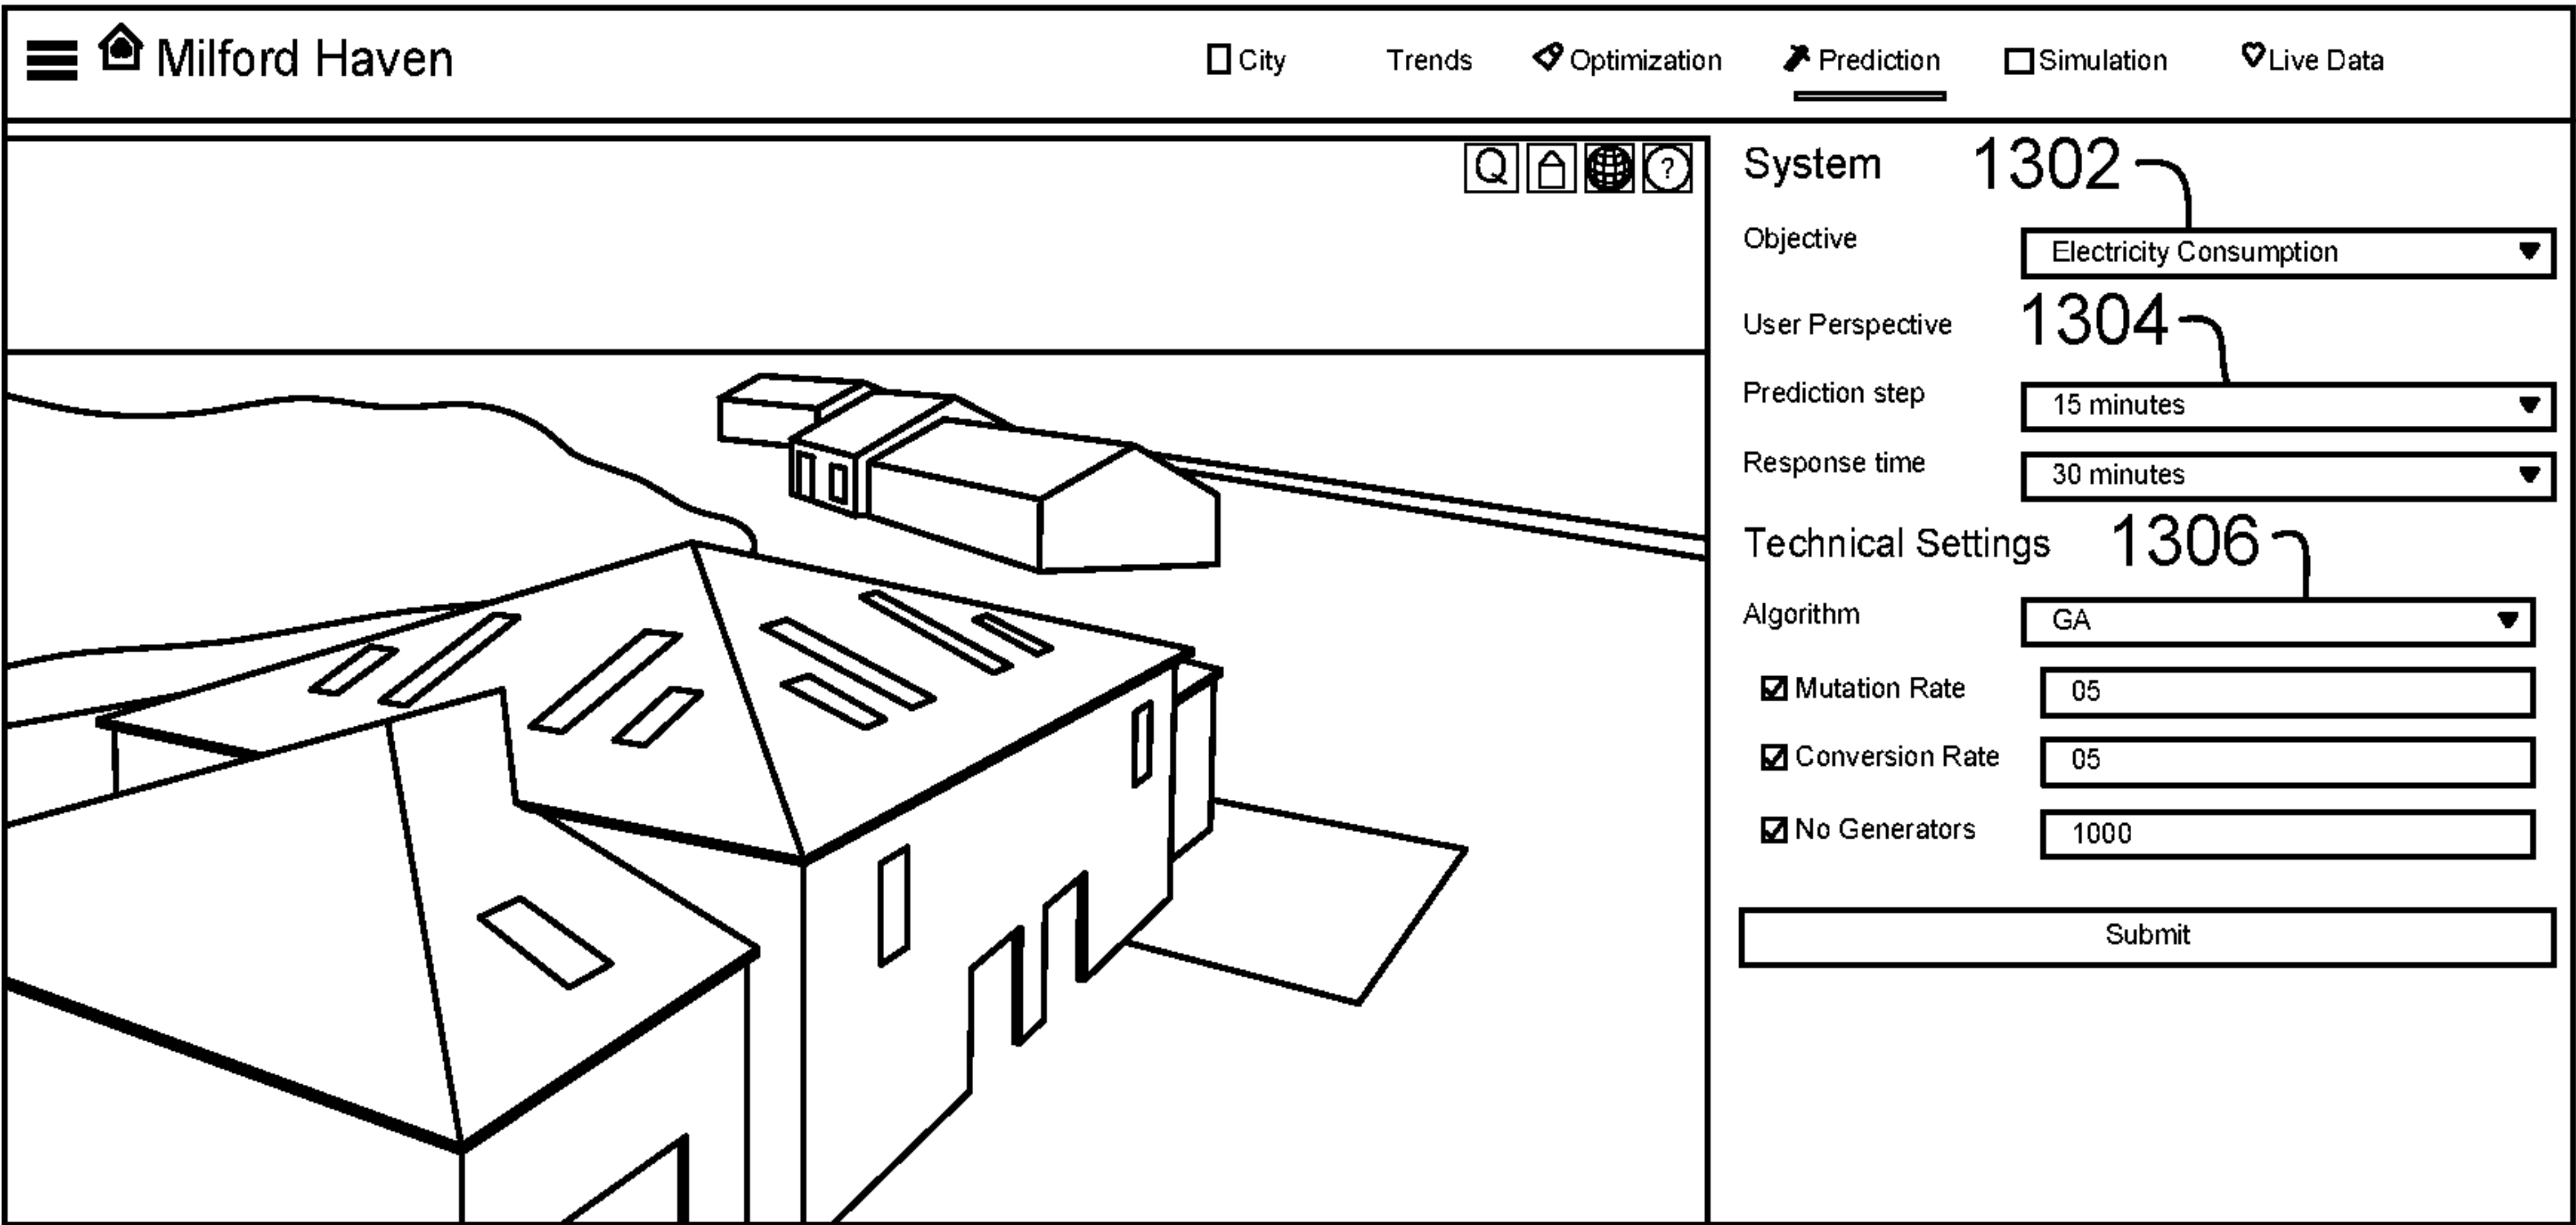 Milford Haven
City Trends Optimization Prediction Simulation Live Data
Q ?
System 1302
Objective Electricity Consumption
User Perspective 1304
Prediction step 15 minutes
Response time 30 minutes
Technical Settings 1306
Algorithm GA
Mutation Rate 05
Conversion Rate 05
No Generators 1000
Submit